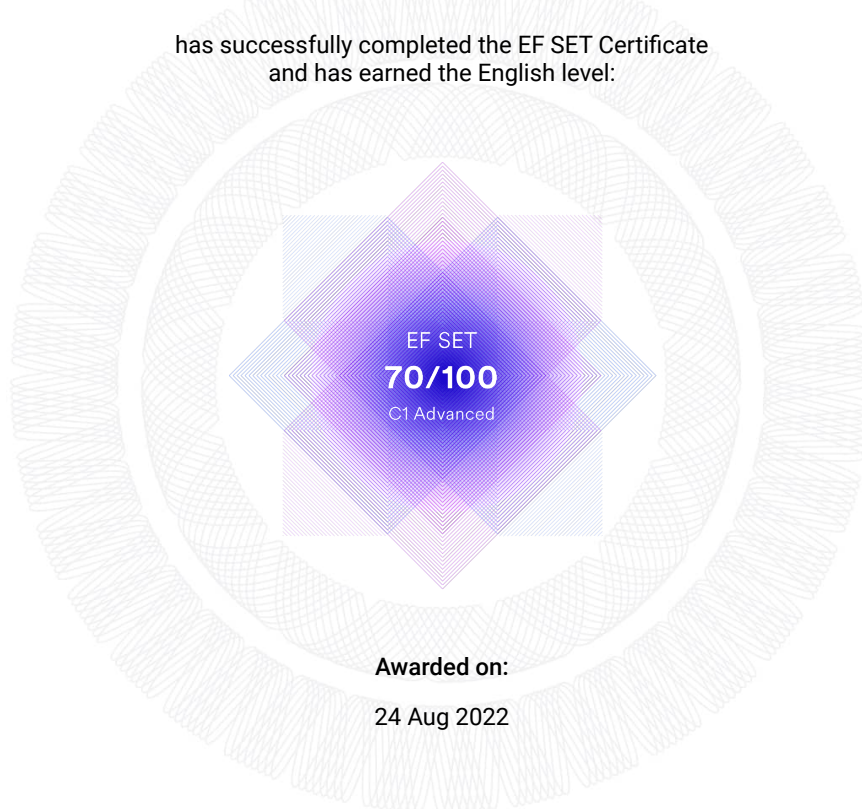 has successfully completed the EF SET Certificate
and has earned the English level:
EF SET
70/100
C1 Advanced
Awarded on:
24 Aug 2022